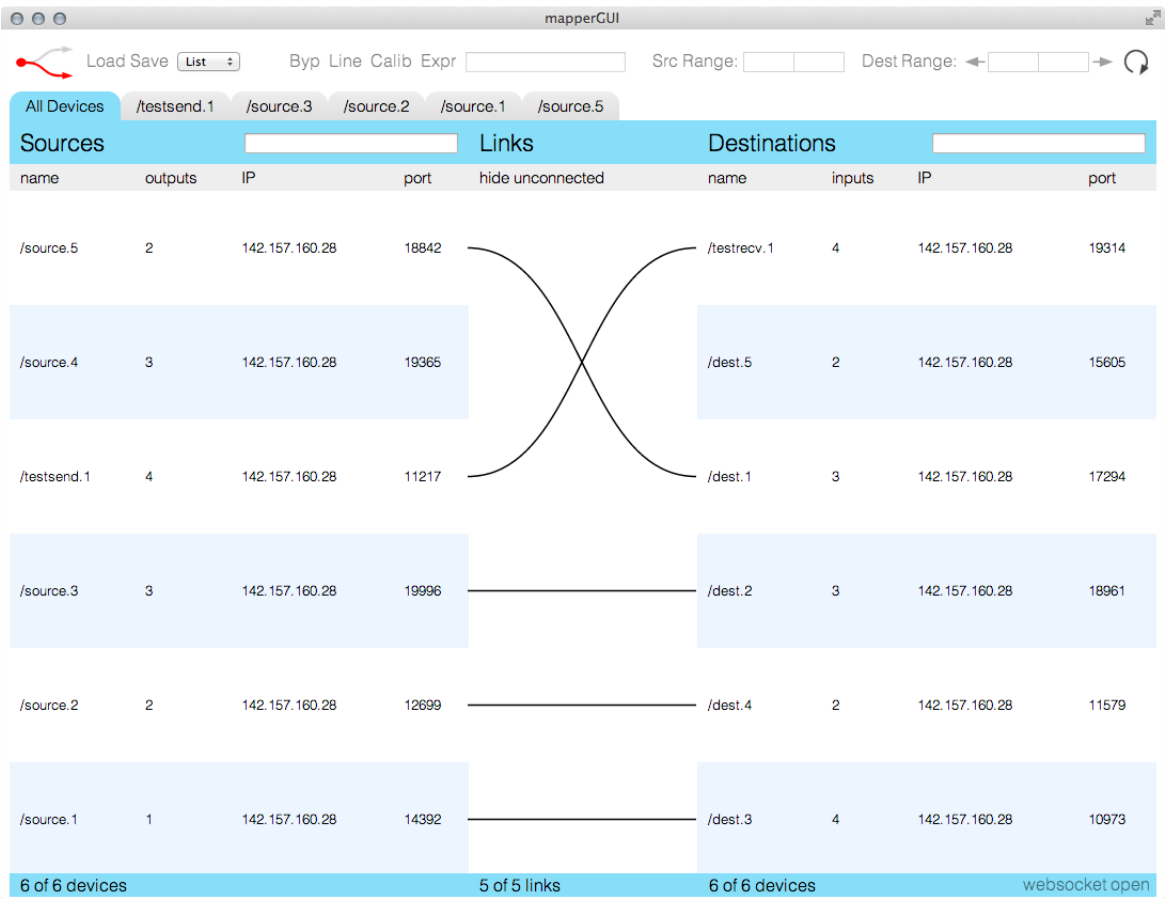 mapperGUI
Load Save List Byp Line Calib Expr Src Range: Dest Range:
All Devices /testsend.1 /source.3 /source.2 /source.1 /source.5
Sources Links Destinations
name outputs IP port hide unconnected name inputs IP port
/source.5 2 142.157.160.28 18842 /testrecv.1 4 142.157.160.28 19314
/source.4 3 142.157.160.28 19365 /dest.5 2 142.157.160.28 15605
/testsend.1 4 142.157.160.28 11217 /dest.1 3 142.157.160.28 17294
/source.3 3 142.157.160.28 19996 /dest.2 3 142.157.160.28 18961
/source.2 2 142.157.160.28 12699 /dest.4 2 142.157.160.28 11579
/source.1 1 142.157.160.28 14392 /dest.3 4 142.157.160.28 10973
6 of 6 devices 5 of 5 links 6 of 6 devices websocket open